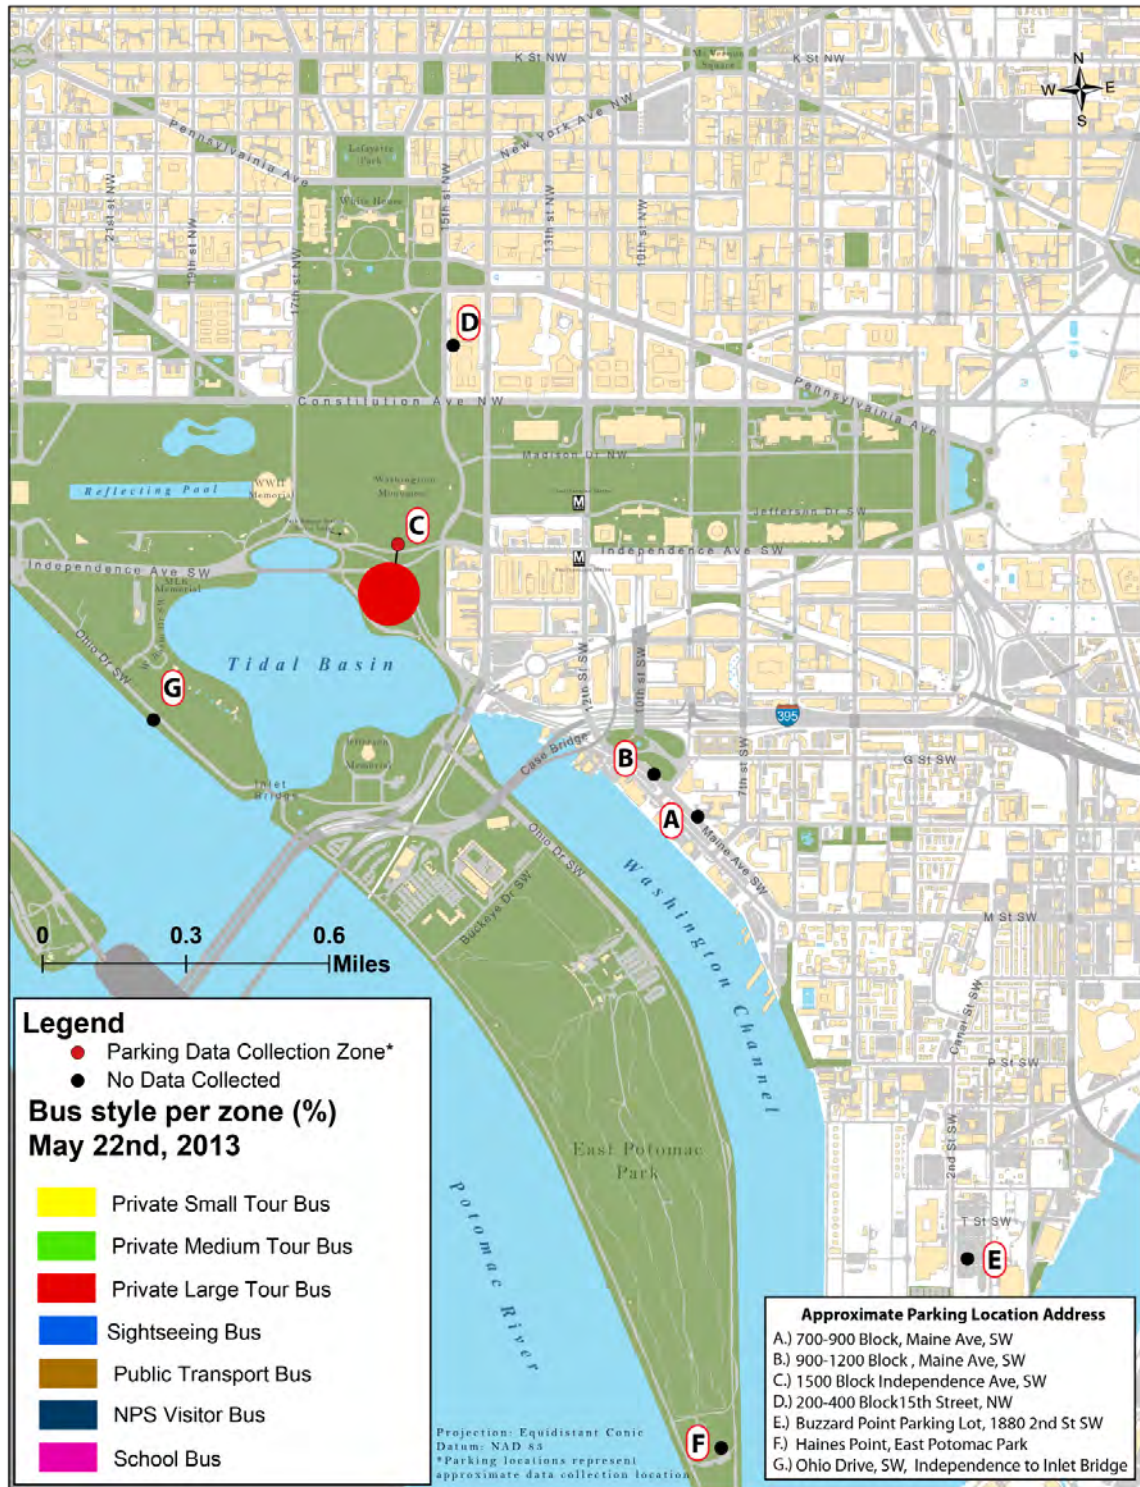 K St NW
Mt Vernon
Square
K St NW
N
W
E
S
Pennsylvainia Ave
New York Ave NW
Lafayette
Park
White House
21st st NW
19th st NW
17th st NW
15th st NW
13th st NW
10th st NW
D
Constitution Ave NW
Pennsylvainia Ave
Madison Dr NW
Reflecting Pool
WWII
Memorial
Washington
Monument
C
M
Jefferson Dr SW
Independence Ave SW
M
Independence Ave SW
MLK
Memorial
Ohio Dr SW
Tidal Basin
G
12th St SW
10th st SW
395
Case Bridge
B
7th st SW
G St SW
Jefferson
Memorial
Inlet
Bridge
A
Maine Ave SW
Ohio Dr SW
Buckeye Dr SW
Washington Channel
M St SW
0 0.3 0.6
Miles
Canal St SW
P St SW
East Potomac
Park
2nd St SW
T St SW
E
Potomac River
F
Legend
Parking Data Collection Zone*
No Data Collected
Bus style per zone (%)
May 22nd, 2013
Private Small Tour Bus
Private Medium Tour Bus
Private Large Tour Bus
Sightseeing Bus
Public Transport Bus
NPS Visitor Bus
School Bus
Projection: Equidistant Conic
Datum: NAD 83
*Parking locations represent
approximate data collection location
Approximate Parking Location Address
A.) 700-900 Block, Maine Ave, SW
B.) 900-1200 Block , Maine Ave, SW
C.) 1500 Block Independence Ave, SW
D.) 200-400 Block15th Street, NW
E.) Buzzard Point Parking Lot, 1880 2nd St SW
F.) Haines Point, East Potomac Park
G.) Ohio Drive, SW, Independence to Inlet Bridge